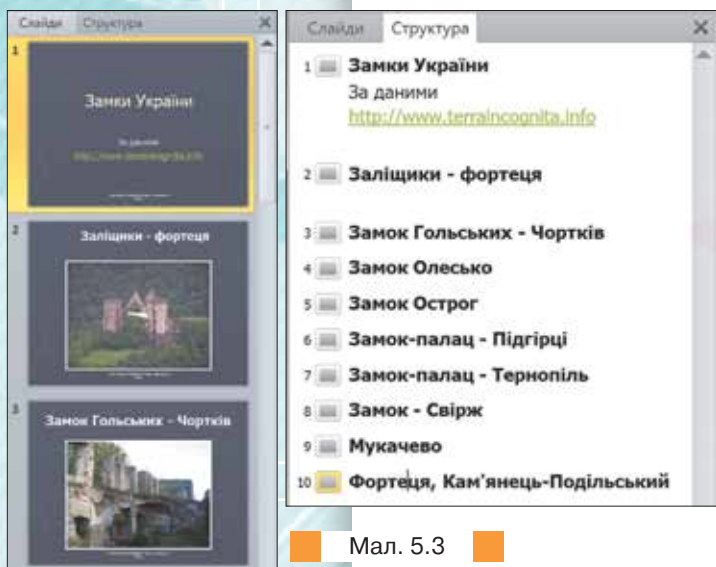 Слайди Структура
1
Замки України
За даними
http://www.terraincognita.info
2
Заліщики - фортеця
3
Замок Гольських - Чортків
Слайди Структура
1 Замки України
За даними
http://www.terraincognita.info
2 Заліщики - фортеця
3 Замок Гольських - Чортків
4 Замок Олесько
5 Замок Острог
6 Замок-палац - Підгірці
7 Замок-палац - Тернопіль
8 Замок - Свірж
9 Мукачево
10 Фортеця, Кам'янець-Подільський
Мал. 5.3